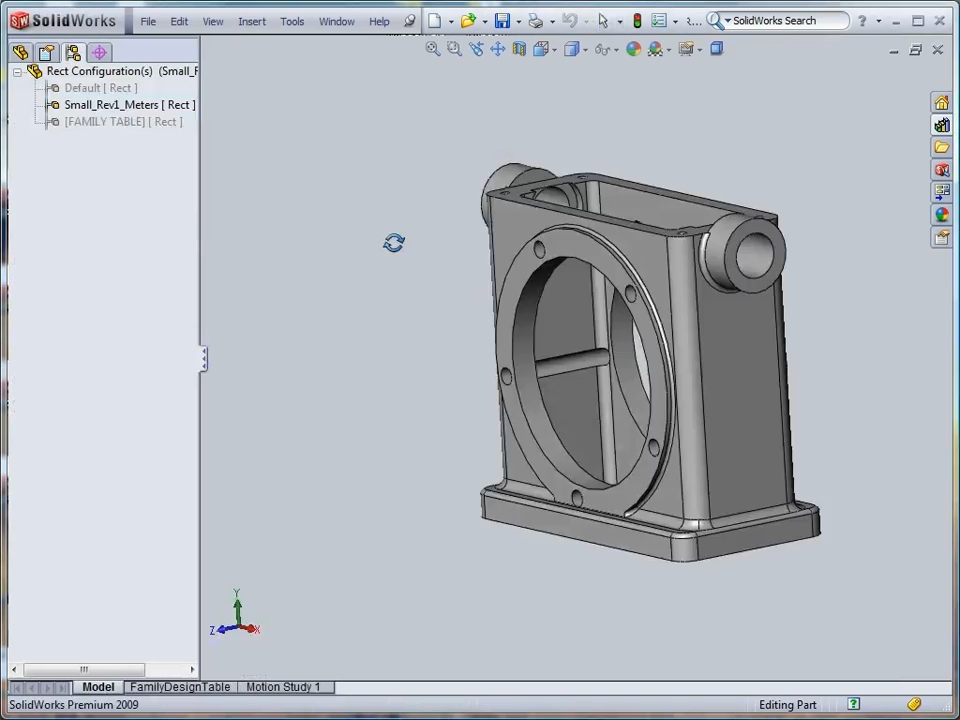 SolidWorks File Edit View Insert Tools Window Help SolidWorks Search
Rect Configuration(s) (Small_F
Default [ Rect ]
Small_Rev1_Meters [ Rect ]
[FAMILY TABLE] [ Rect ]
Y
Z X
Model FamilyDesignTable Motion Study 1
SolidWorks Premium 2009 Editing Part